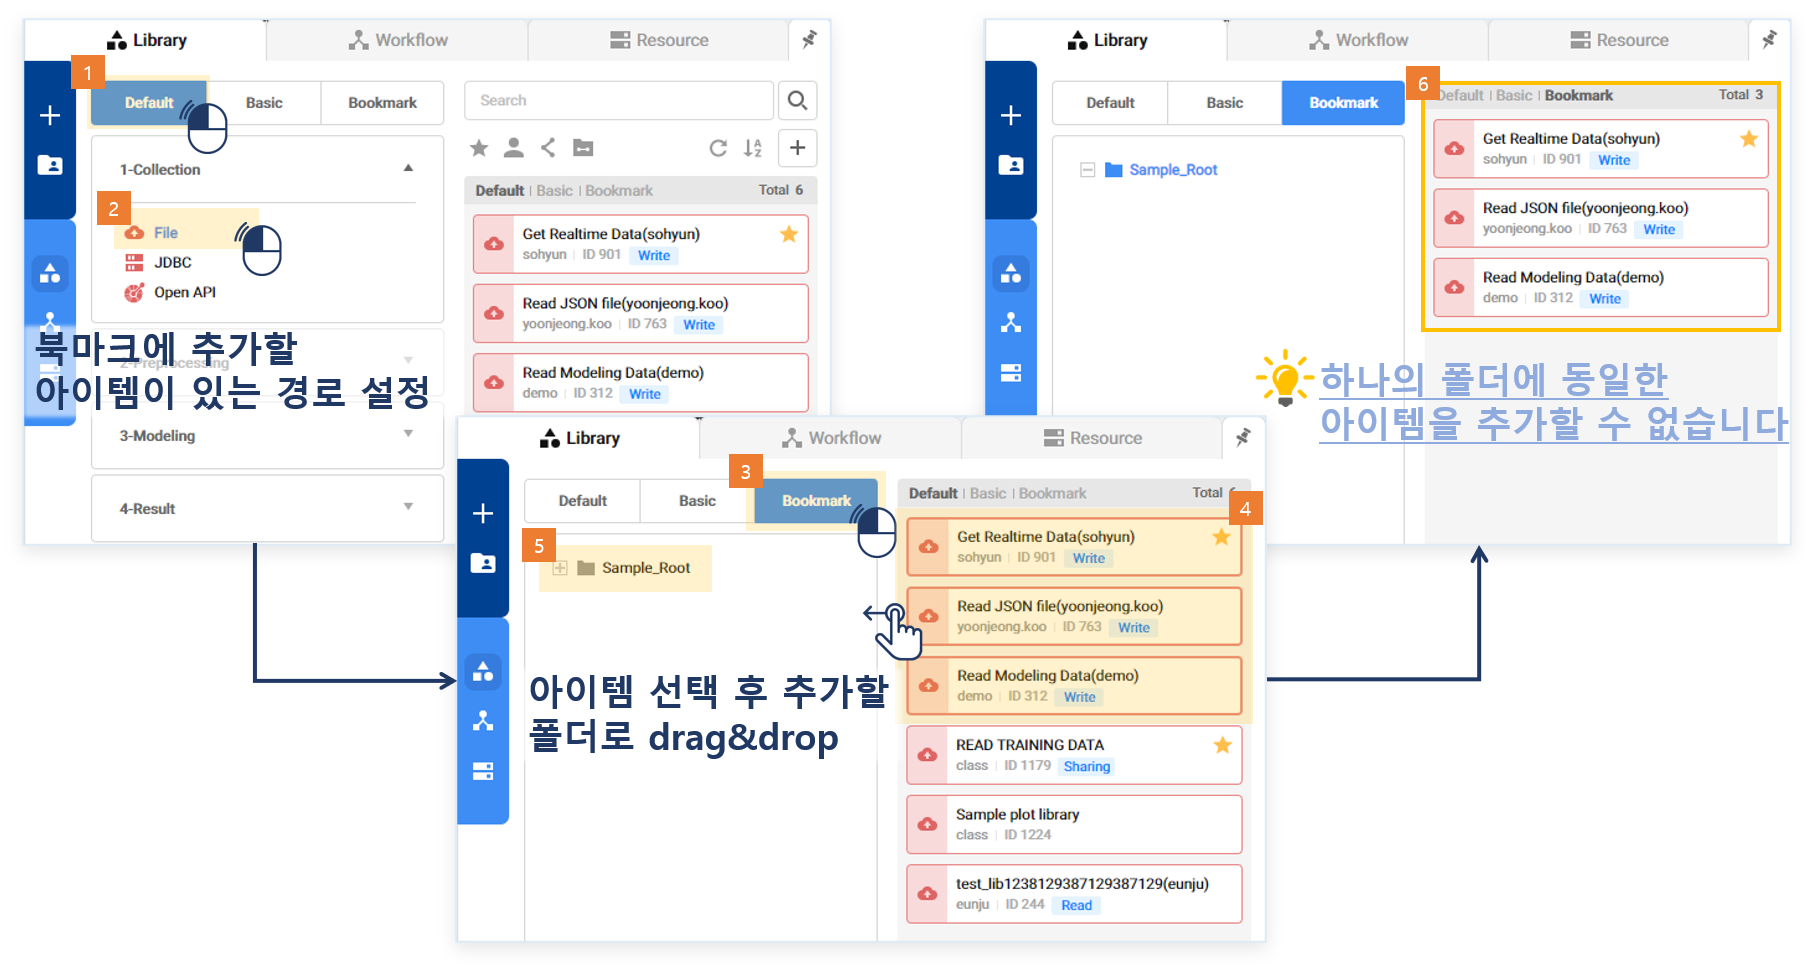 Library
Workflow
Resource
1
Default
Basic
Bookmark
Search
1-Collection
2
File
JDBC
Open API
북마크에 추가할
아이템이 있는 경로 설정
2-Preprocessing
3-Modeling
4-Result
Default | Basic | Bookmark
Total 6
Get Realtime Data(sohyun)
sohyun | ID 901 Write
Read JSON file(yoonjeong.koo)
yoonjeong.koo | ID 763 Write
Read Modeling Data(demo)
demo | ID 312 Write
Library
Workflow
Resource
3
Default
Basic
Bookmark
5
Sample_Root
아이템 선택 후 추가할
폴더로 drag&drop
Default | Basic | Bookmark
Total
4
Get Realtime Data(sohyun)
sohyun | ID 901 Write
Read JSON file(yoonjeong.koo)
yoonjeong.koo | ID 763 Write
Read Modeling Data(demo)
demo | ID 312 Write
READ TRAINING DATA
class | ID 1179 Sharing
Sample plot library
class | ID 1224
test_lib1238129387129387129(eunju)
eunju | ID 244 Read
Library
Workflow
Resource
Default
Basic
Bookmark
Sample_Root
6
Default | Basic | Bookmark
Total 3
Get Realtime Data(sohyun)
sohyun | ID 901 Write
Read JSON file(yoonjeong.koo)
yoonjeong.koo | ID 763 Write
Read Modeling Data(demo)
demo | ID 312 Write
하나의 폴더에 동일한
아이템을 추가할 수 없습니다